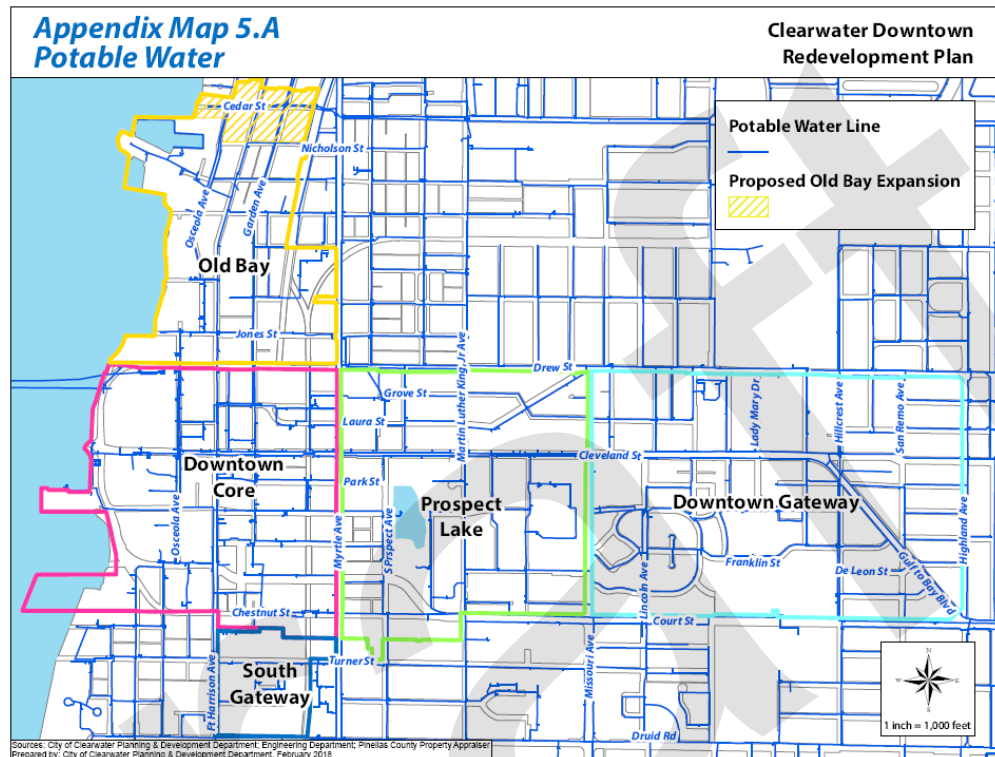 Appendix Map 5.A
Potable Water
Clearwater Downtown
Redevelopment Plan
Potable Water Line
Proposed Old Bay Expansion
Cedar St
Nicholson St
Osceola Ave
Garden Ave
Old Bay
Jones St
Drew St
Grove St
Laura St
Martin Luther King, Jr Ave
Lady Mary Dr
Hillcrest Ave
San Remo Ave
Cleveland St
Downtown
Core
Park St
Prospect
Lake
Downtown Gateway
Osceola Ave
Myrtle Ave
S Prspect Ave
Highland Ave
Franklin St
De Leon St
Gulf to Bay Blvd
Lincoln Ave
Chestnut St
Court St
Turner St
South
Gateway
Ft Harrison Ave
Missouri Ave
Druid Rd
N
W
E
S
1 inch = 1,000 feet
Sources: City of Clearwater Planning & Development Department; Engineering Department; Pinellas County Property Appraiser
Prepared by: City of Clearwater Planning & Development Department, February 2018